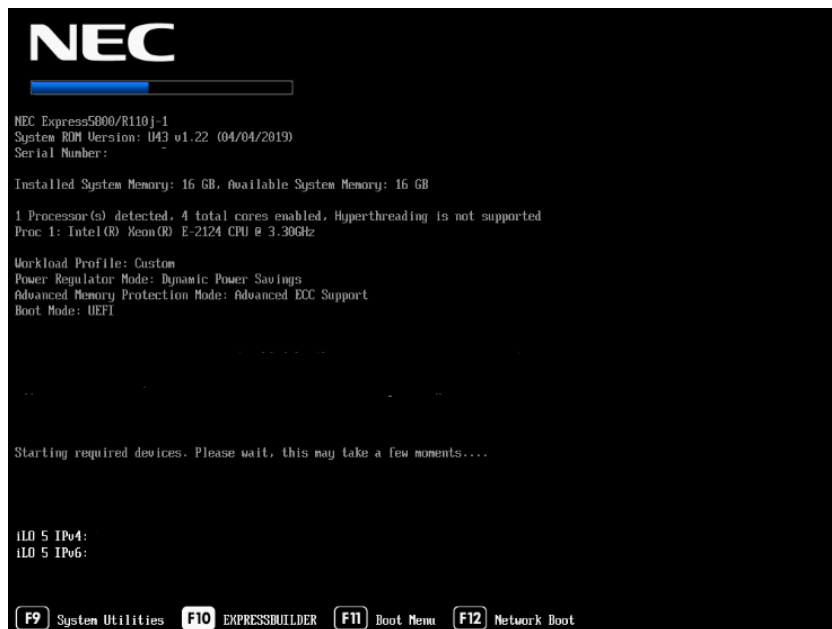 NEC
NEC Express5800/R110j-1
System ROM Version: U43 v1.22 (04/04/2019)
Serial Number:
Installed System Memory: 16 GB, Available System Memory: 16 GB
1 Processor(s) detected, 4 total cores enabled, Hyperthreading is not supported
Proc 1: Intel(R) Xeon(R) E-2124 CPU @ 3.30GHz
Workload Profile: Custom
Power Regulator Mode: Dynamic Power Savings
Advanced Memory Protection Mode: Advanced ECC Support
Boot Mode: UEFI
Starting required devices. Please wait, this may take a few moments....
iLO 5 IPv4:
iLO 5 IPv6:
F9 System Utilities F10 EXPRESSBUILDER F11 Boot Menu F12 Network Boot